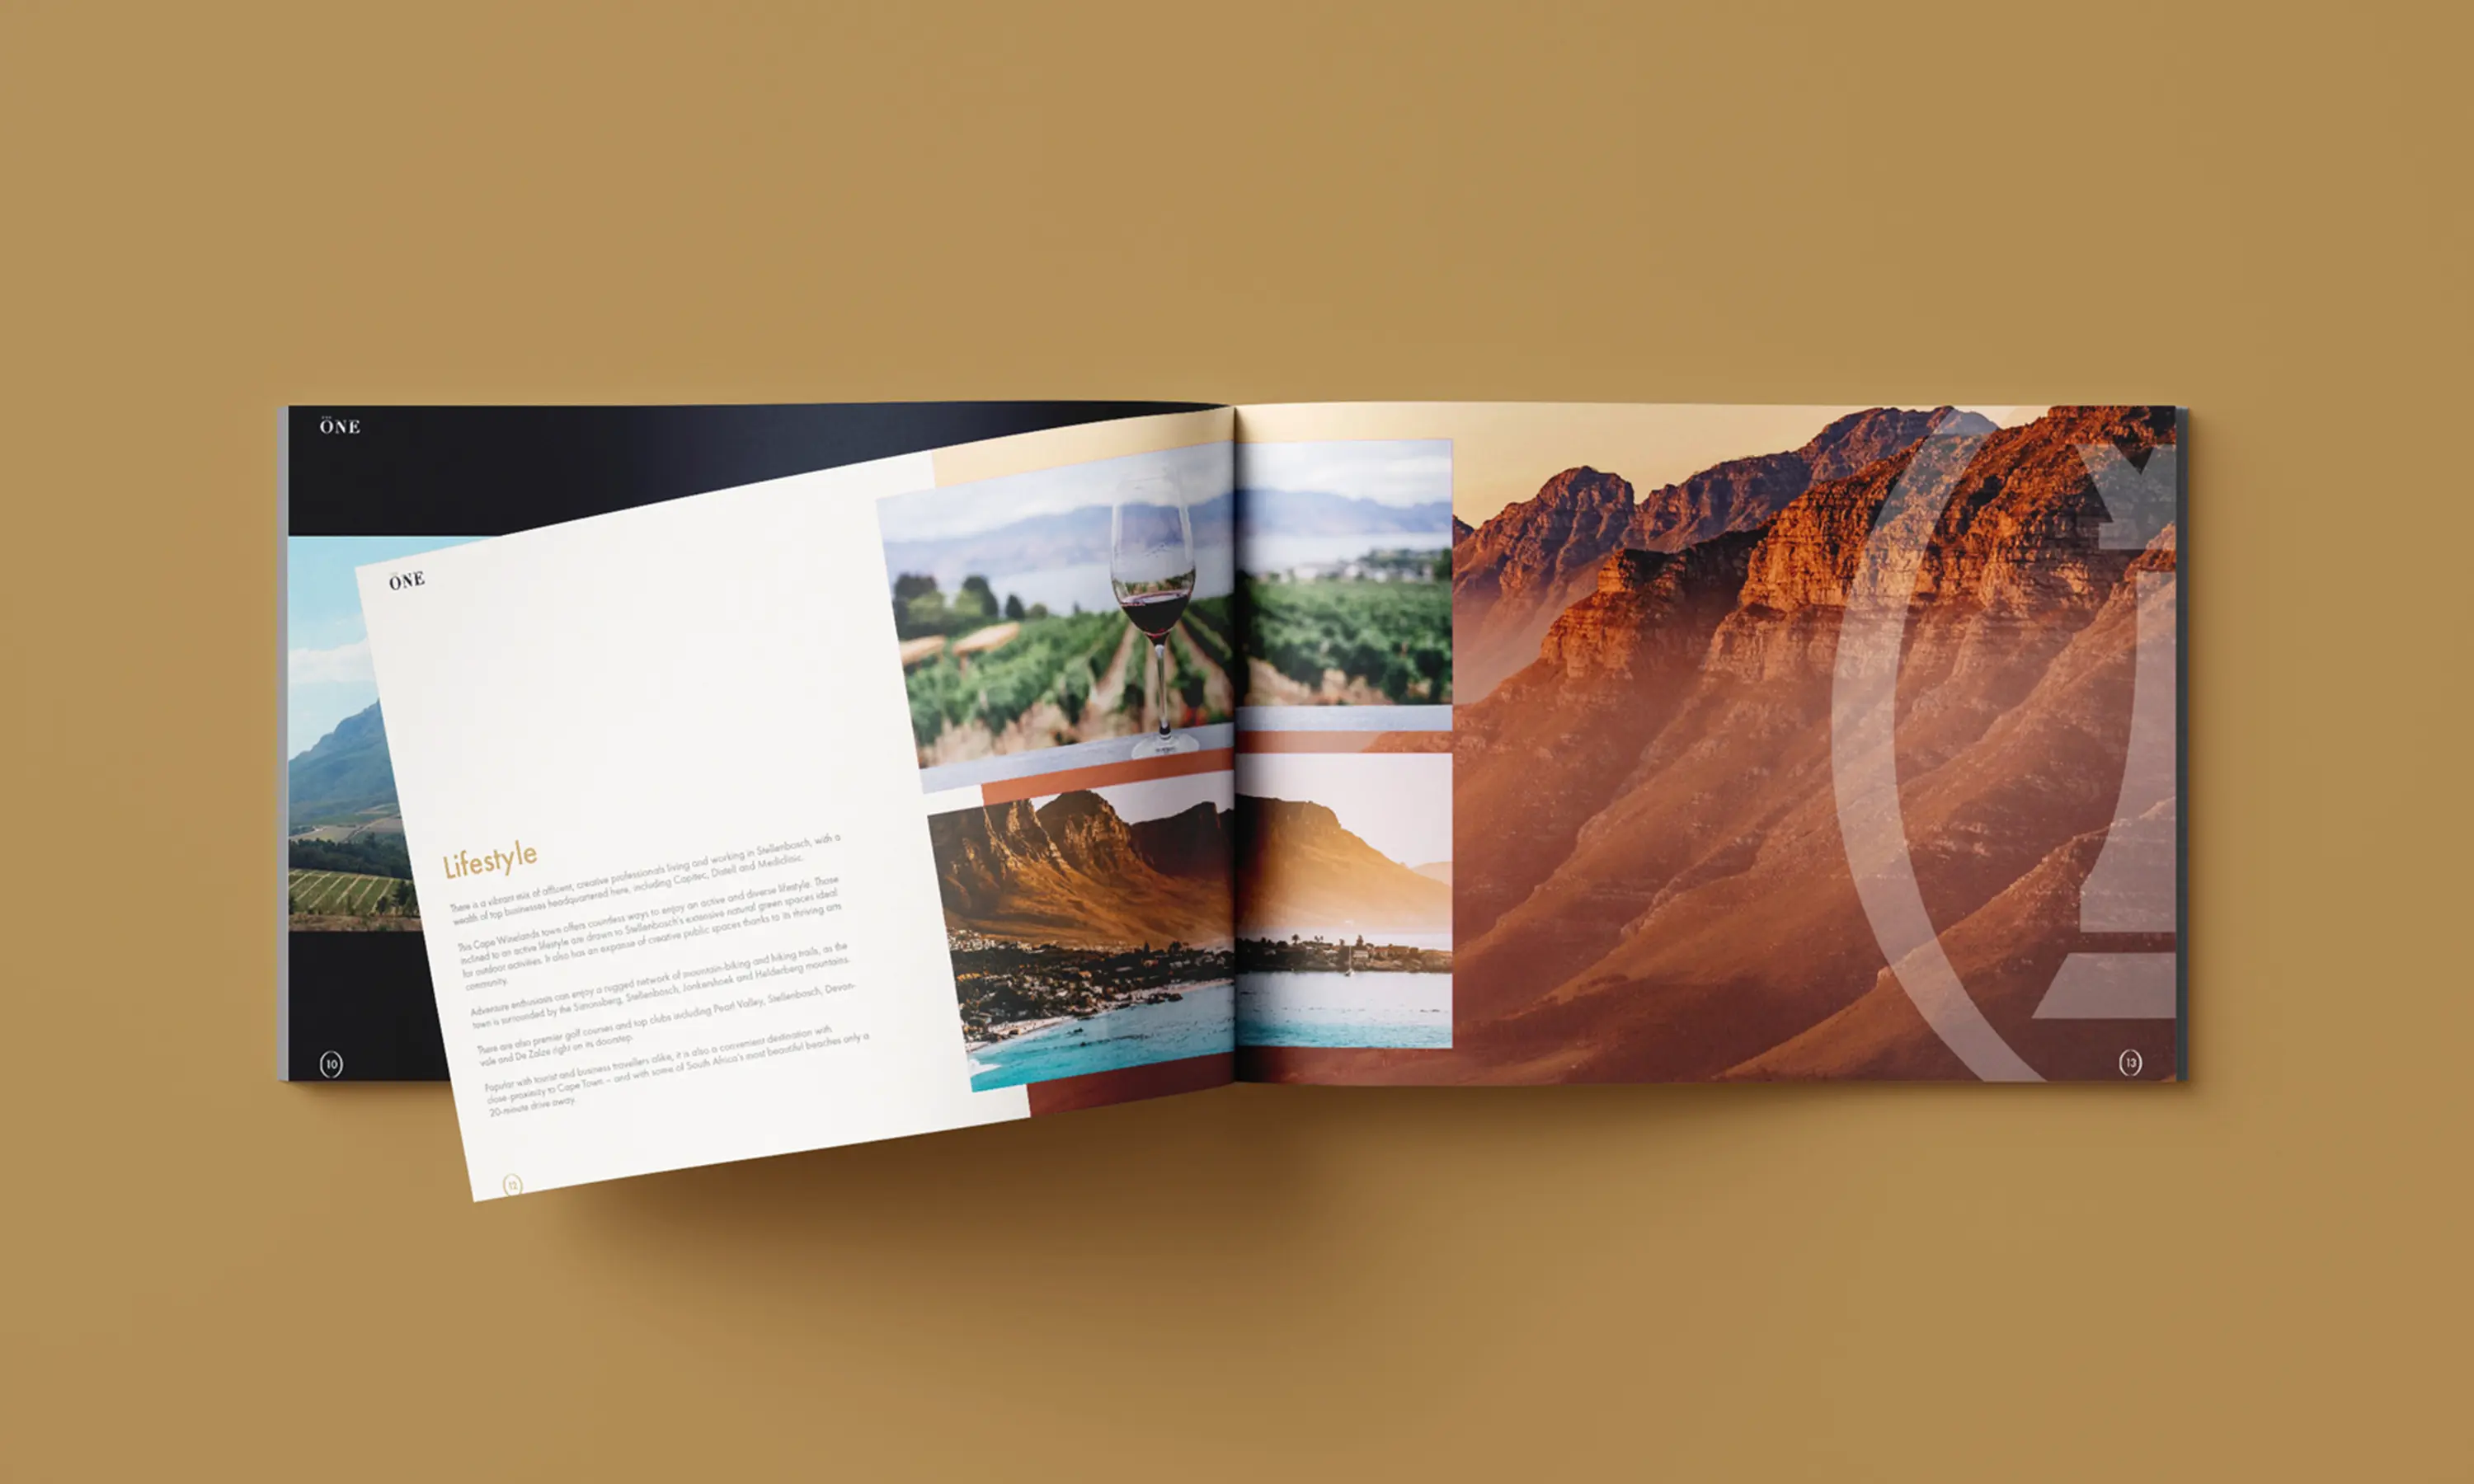 ONE
ONE
Lifestyle
There is a vibrant mix of affluent, creative professionals living and working in Stellenbosch, with a
wealth of top businesses headquartered here, including Capitec, Distell and Mediclinic.
This Cape Winelands town offers countless ways to enjoy an active and diverse lifestyle. Those
inclined to an active lifestyle are drawn to Stellenbosch's extensive natural green spaces ideal
for outdoor activities. It also has an expanse of creative public spaces thanks to its thriving arts
community.
Adventure enthusiasts can enjoy a rugged network of mountain-biking and hiking trails, as the
town is surrounded by the Simonsberg, Stellenbosch, Jonkershoek and Helderberg mountains.
There are also premier golf courses and top clubs including Pearl Valley, Stellenbosch, Devon-
vale and De Zalze right on its doorstep.
Popular with tourist and business travellers alike, it is also a convenient destination with
close-proximity to Cape Town – and with some of South Africa's most beautiful beaches only a
20-minute drive away.
10
12
13